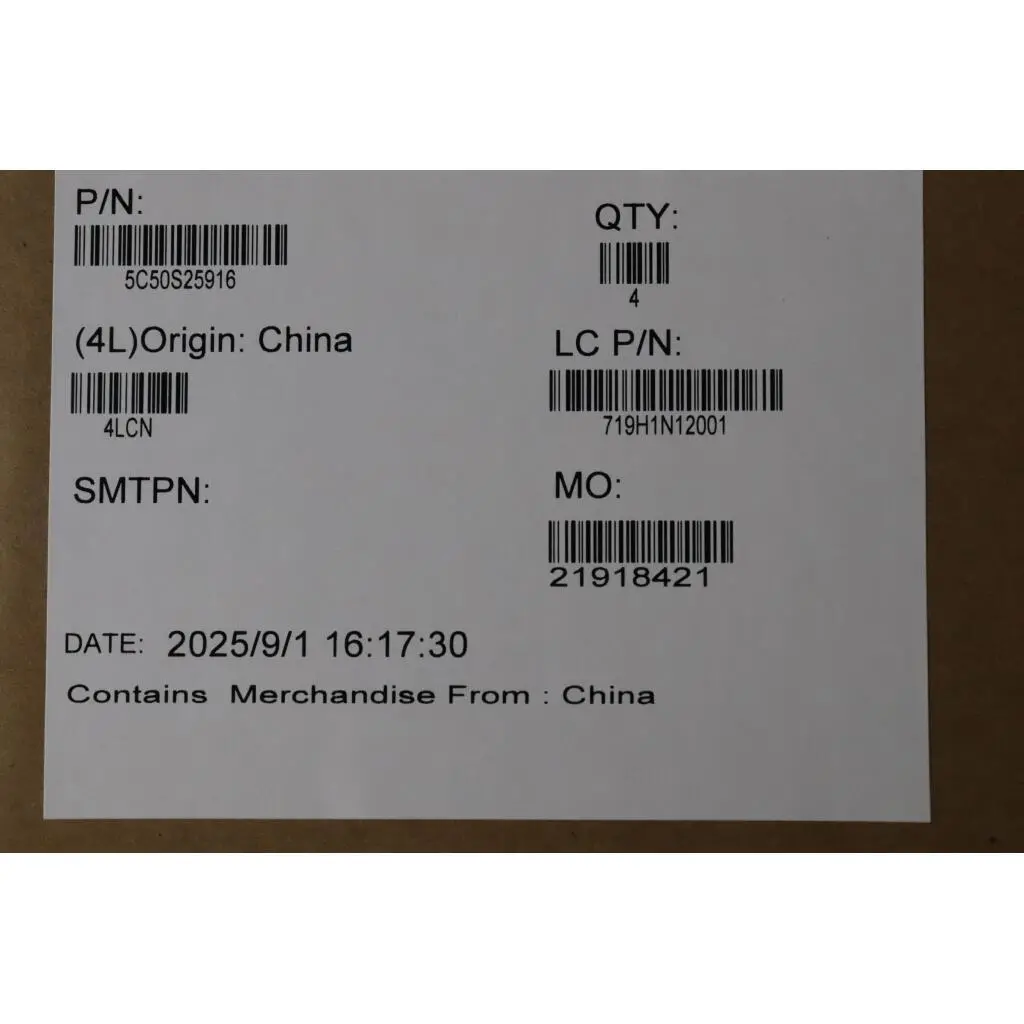 P/N:
5C50S25916
QTY:
4
(4L)Origin: China
4LCN
LC P/N:
719H1N12001
SMTPN:
MO:
21918421
DATE: 2025/9/1 16:17:30
Contains Merchandise From : China